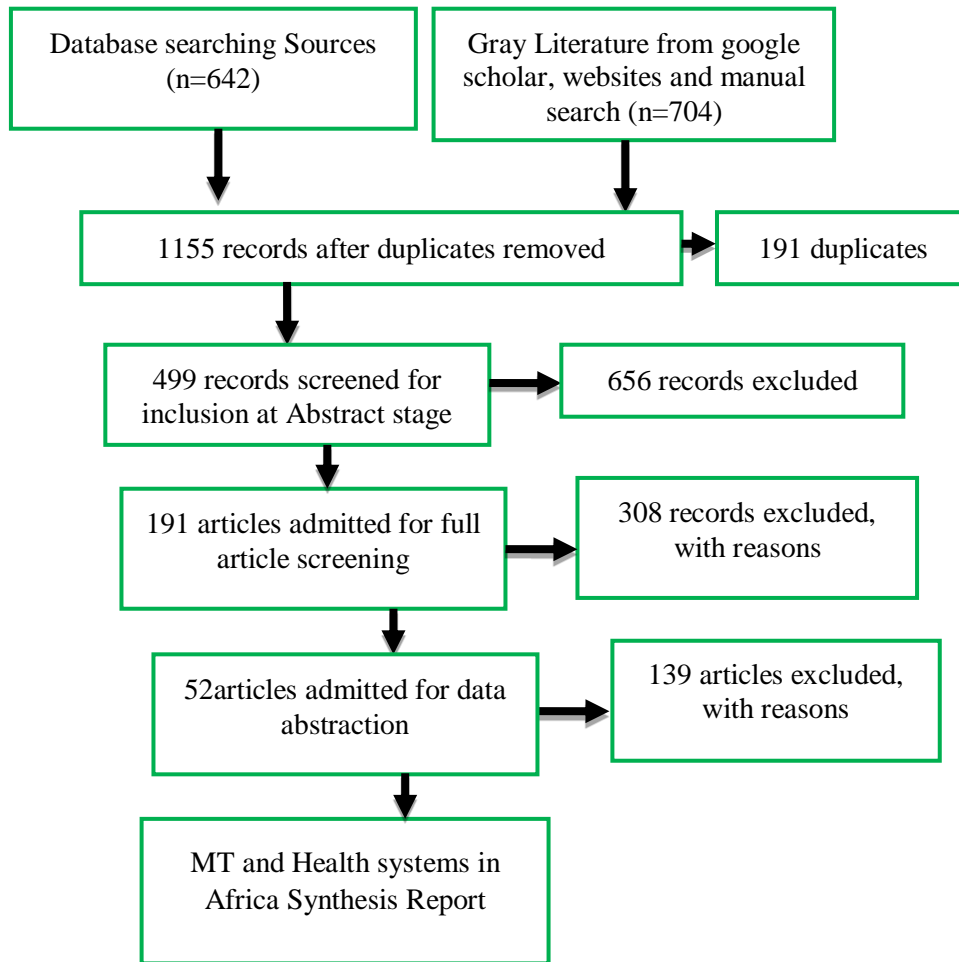 Database searching Sources
(n=642)
Gray Literature from google
scholar, websites and manual
search (n=704)
1155 records after duplicates removed
191 duplicates
499 records screened for
inclusion at Abstract stage
656 records excluded
191 articles admitted for full
article screening
308 records excluded,
with reasons
52articles admitted for data
abstraction
139 articles excluded,
with reasons
MT and Health systems in
Africa Synthesis Report